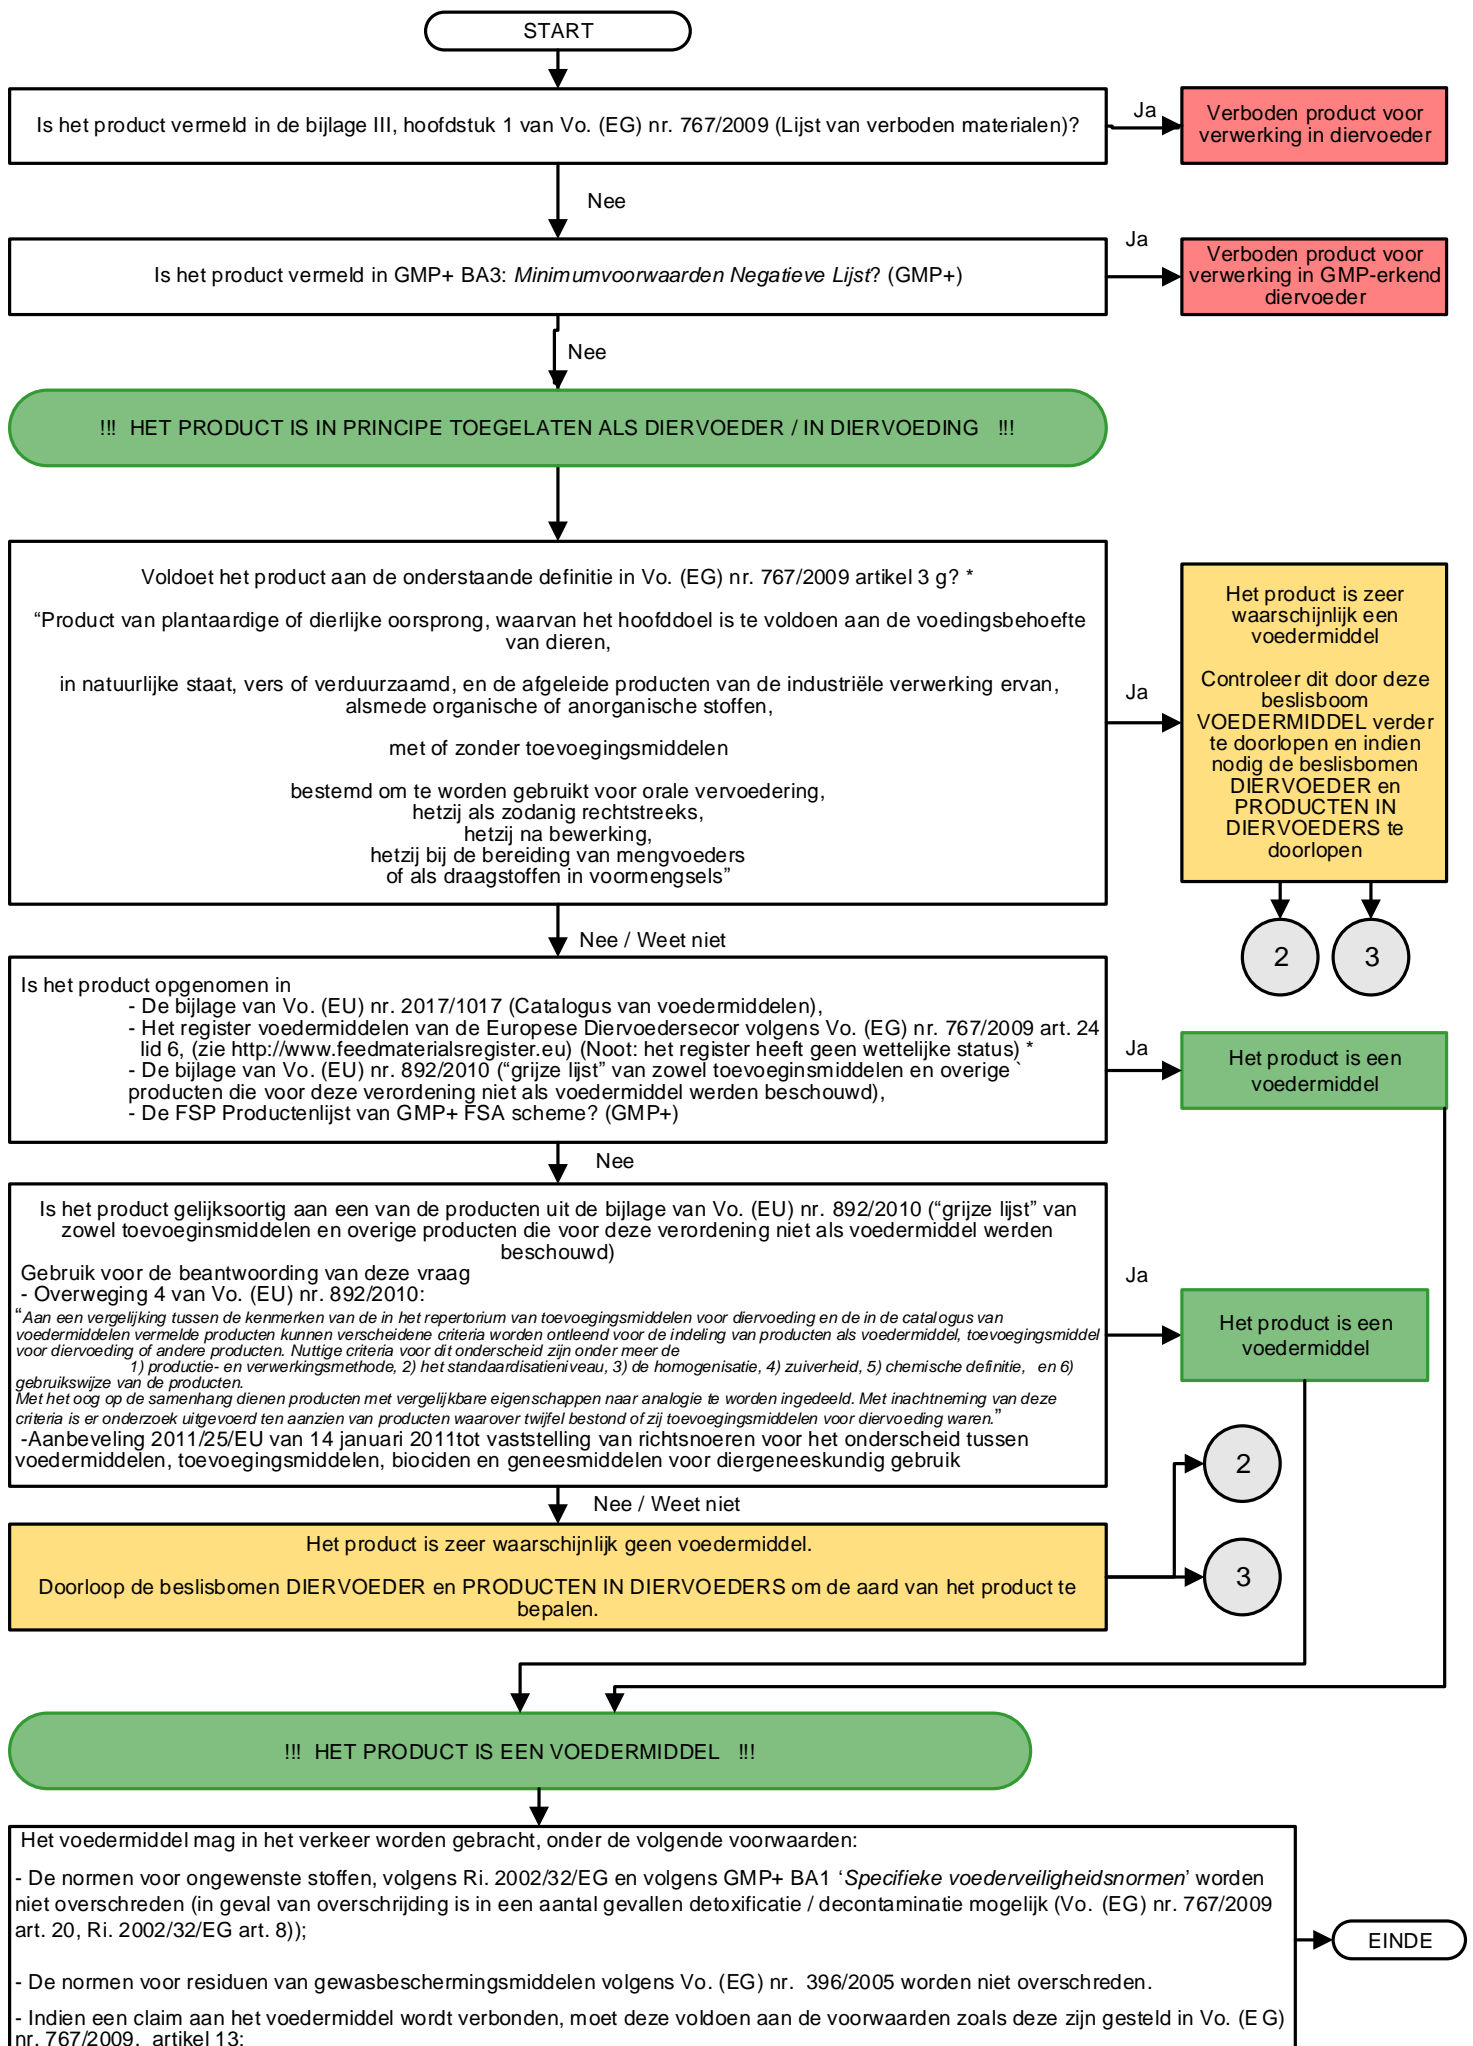 START
Is het product vermeld in de bijlage III, hoofdstuk 1 van Vo. (EG) nr. 767/2009 (Lijst van verboden materialen)?
Ja
Verboden product voor
verwerking in diervoeder
Nee
Is het product vermeld in GMP+ BA3: Minimumvoorwaarden Negatieve Lijst? (GMP+)
Ja
Verboden product voor
verwerking in GMP-erkend
diervoeder
Nee
!!! HET PRODUCT IS IN PRINCIPE TOEGELATEN ALS DIERVOEDER / IN DIERVOEDING !!!
Voldoet het product aan de onderstaande definitie in Vo. (EG) nr. 767/2009 artikel 3 g? *
“Product van plantaardige of dierlijke oorsprong, waarvan het hoofddoel is te voldoen aan de voedingsbehoefte
van dieren,
in natuurlijke staat, vers of verduurzaamd, en de afgeleide producten van de industriële verwerking ervan,
alsmede organische of anorganische stoffen,
met of zonder toevoegingsmiddelen
bestemd om te worden gebruikt voor orale vervoedering,
hetzij als zodanig rechtstreeks,
hetzij na bewerking,
hetzij bij de bereiding van mengvoeders
of als draagstoffen in voormengsels”
Ja
Het product is zeer
waarschijnlijk een
voedermiddel
Controleer dit door deze
beslisboom
VOEDERMIDDEL verder
te doorlopen en indien
nodig de beslisbomen
DIERVOEDER en
PRODUCTEN IN
DIERVOEDERS te
doorlopen
2
3
Nee / Weet niet
Is het product opgenomen in
- De bijlage van Vo. (EU) nr. 2017/1017 (Catalogus van voedermiddelen),
- Het register voedermiddelen van de Europese Diervoedersecor volgens Vo. (EG) nr. 767/2009 art. 24
lid 6, (zie http://www.feedmaterialsregister.eu) (Noot: het register heeft geen wettelijke status) *
- De bijlage van Vo. (EU) nr. 892/2010 (“grijze lijst” van zowel toevoeginsmiddelen en overige `
producten die voor deze verordening niet als voedermiddel werden beschouwd),
- De FSP Productenlijst van GMP+ FSA scheme? (GMP+)
Ja
Het product is een
voedermiddel
Nee
Is het product gelijksoortig aan een van de producten uit de bijlage van Vo. (EU) nr. 892/2010 (“grijze lijst” van
zowel toevoeginsmiddelen en overige producten die voor deze verordening niet als voedermiddel werden
beschouwd)
Gebruik voor de beantwoording van deze vraag
- Overweging 4 van Vo. (EU) nr. 892/2010:
“Aan een vergelijking tussen de kenmerken van de in het repertorium van toevoegingsmiddelen voor diervoeding en de in de catalogus van
voedermiddelen vermelde producten kunnen verscheidene criteria worden ontleend voor de indeling van producten als voedermiddel, toevoegingsmiddel
voor diervoeding of andere producten. Nuttige criteria voor dit onderscheid zijn onder meer de
1) productie- en verwerkingsmethode, 2) het standaardisatieniveau, 3) de homogenisatie, 4) zuiverheid, 5) chemische definitie, en 6)
gebruikswijze van de producten.
Met het oog op de samenhang dienen producten met vergelijkbare eigenschappen naar analogie te worden ingedeeld. Met inachtneming van deze
criteria is er onderzoek uitgevoerd ten aanzien van producten waarover twijfel bestond of zij toevoegingsmiddelen voor diervoeding waren.”
-Aanbeveling 2011/25/EU van 14 januari 2011tot vaststelling van richtsnoeren voor het onderscheid tussen
voedermiddelen, toevoegingsmiddelen, biociden en geneesmiddelen voor diergeneeskundig gebruik
Ja
Het product is een
voedermiddel
Nee / Weet niet
Het product is zeer waarschijnlijk geen voedermiddel.
Doorloop de beslisbomen DIERVOEDER en PRODUCTEN IN DIERVOEDERS om de aard van het product te
bepalen.
2
3
!!! HET PRODUCT IS EEN VOEDERMIDDEL !!!
Het voedermiddel mag in het verkeer worden gebracht, onder de volgende voorwaarden:
- De normen voor ongewenste stoffen, volgens Ri. 2002/32/EG en volgens GMP+ BA1 ‘Specifieke voederveiligheidsnormen’ worden
niet overschreden (in geval van overschrijding is in een aantal gevallen detoxificatie / decontaminatie mogelijk (Vo. (EG) nr. 767/2009
art. 20, Ri. 2002/32/EG art. 8));
- De normen voor residuen van gewasbeschermingsmiddelen volgens Vo. (EG) nr. 396/2005 worden niet overschreden.
- Indien een claim aan het voedermiddel wordt verbonden, moet deze voldoen aan de voorwaarden zoals deze zijn gesteld in Vo. (EG)
nr. 767/2009, artikel 13;
EINDE